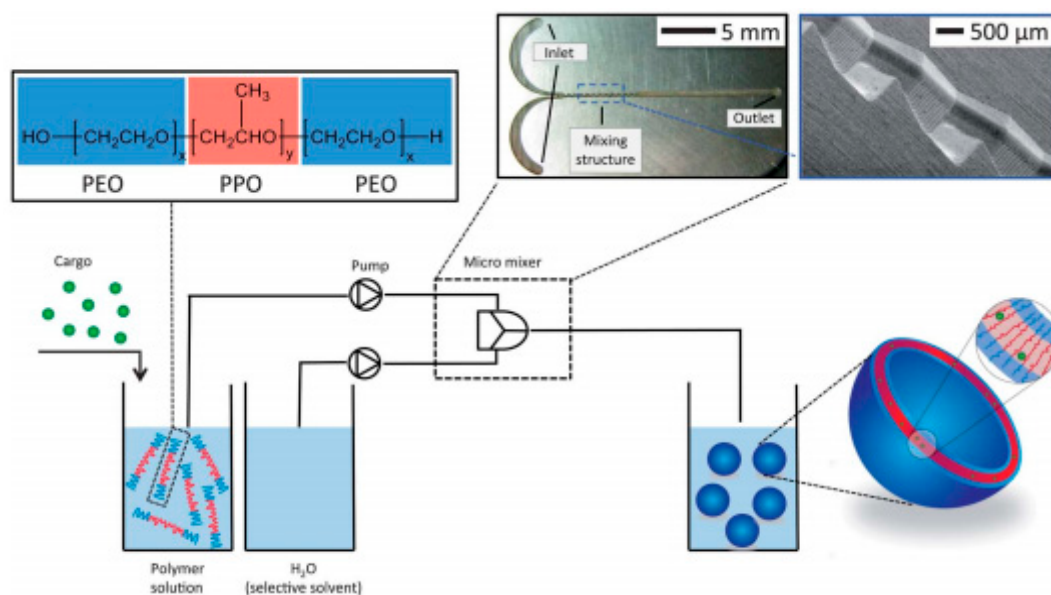 5 mm
500 µm
Inlet
Outlet
Mixing
structure
CH₃
HO—[CH₂CH₂O]ₓ—[CH₂CHO]ᵧ—[CH₂CH₂O]ₓ—H
PEO PPO PEO
Cargo
Pump
Micro mixer
Polymer
solution
H₂O
(selective solvent)